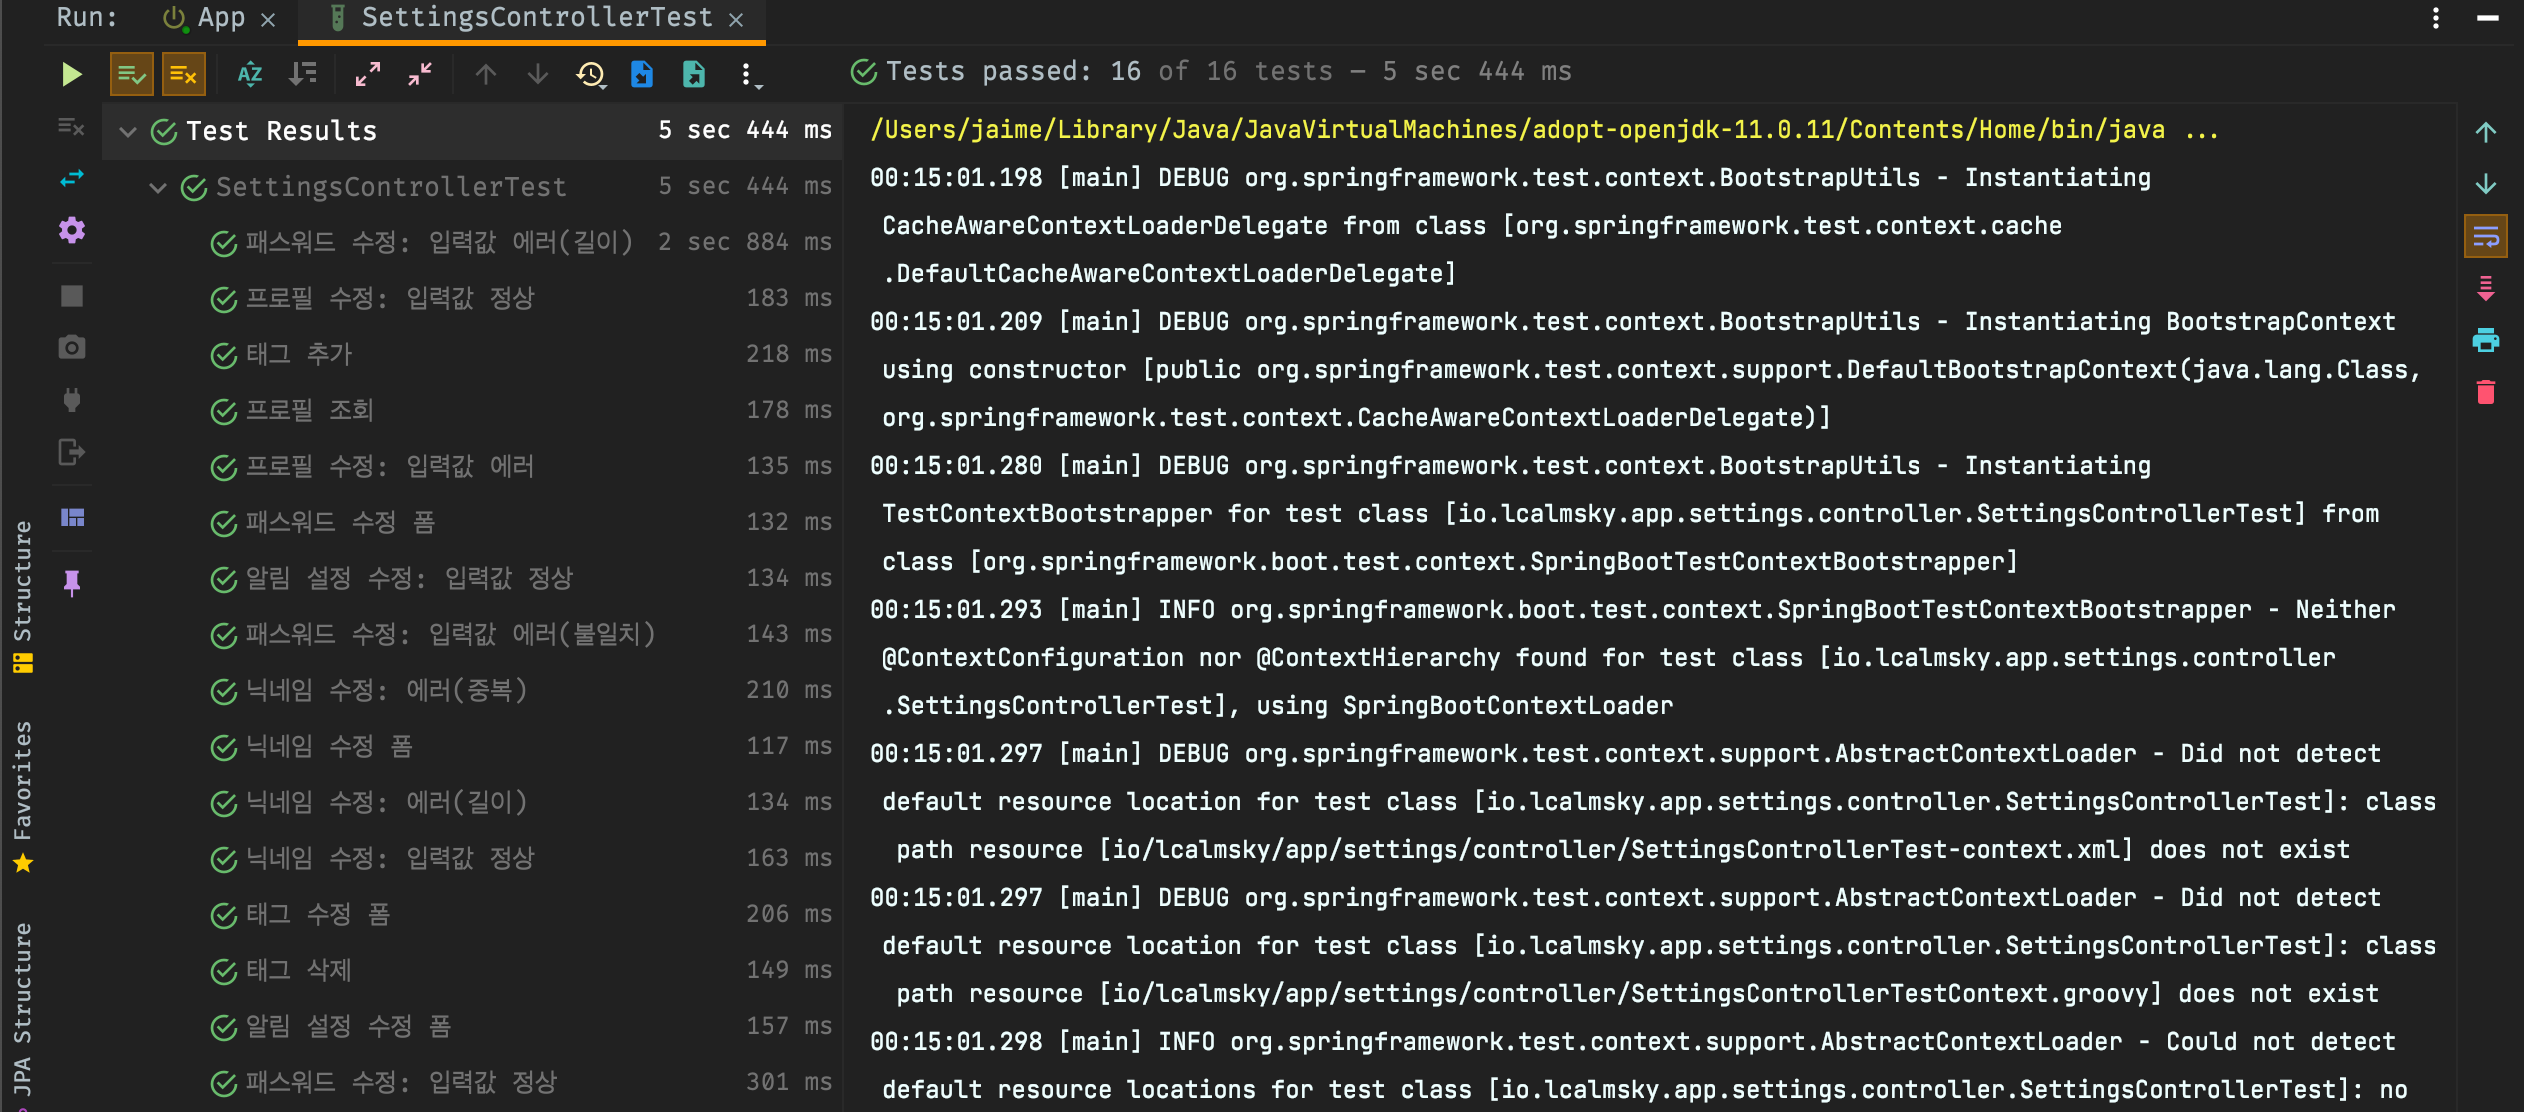 Run: App × SettingsControllerTest ×
Tests passed: 16 of 16 tests – 5 sec 444 ms
Test Results 5 sec 444 ms
SettingsControllerTest 5 sec 444 ms
패스워드 수정: 입력값 에러(길이) 2 sec 884 ms
프로필 수정: 입력값 정상 183 ms
태그 추가 218 ms
프로필 조회 178 ms
프로필 수정: 입력값 에러 135 ms
패스워드 수정 폼 132 ms
알림 설정 수정: 입력값 정상 134 ms
패스워드 수정: 입력값 에러(불일치) 143 ms
닉네임 수정: 에러(중복) 210 ms
닉네임 수정 폼 117 ms
닉네임 수정: 에러(길이) 134 ms
닉네임 수정: 입력값 정상 163 ms
태그 수정 폼 206 ms
태그 삭제 149 ms
알림 설정 수정 폼 157 ms
패스워드 수정: 입력값 정상 301 ms
/Users/jaime/Library/Java/JavaVirtualMachines/adopt-openjdk-11.0.11/Contents/Home/bin/java ...
00:15:01.198 [main] DEBUG org.springframework.test.context.BootstrapUtils - Instantiating
CacheAwareContextLoaderDelegate from class [org.springframework.test.context.cache
.DefaultCacheAwareContextLoaderDelegate]
00:15:01.209 [main] DEBUG org.springframework.test.context.BootstrapUtils - Instantiating BootstrapContext
using constructor [public org.springframework.test.context.support.DefaultBootstrapContext(java.lang.Class,
org.springframework.test.context.CacheAwareContextLoaderDelegate)]
00:15:01.280 [main] DEBUG org.springframework.test.context.BootstrapUtils - Instantiating
TestContextBootstrapper for test class [io.lcalmsky.app.settings.controller.SettingsControllerTest] from
class [org.springframework.boot.test.context.SpringBootTestContextBootstrapper]
00:15:01.293 [main] INFO org.springframework.boot.test.context.SpringBootTestContextBootstrapper - Neither
@ContextConfiguration nor @ContextHierarchy found for test class [io.lcalmsky.app.settings.controller
.SettingsControllerTest], using SpringBootContextLoader
00:15:01.297 [main] DEBUG org.springframework.test.context.support.AbstractContextLoader - Did not detect
default resource location for test class [io.lcalmsky.app.settings.controller.SettingsControllerTest]: class
path resource [io/lcalmsky/app/settings/controller/SettingsControllerTest-context.xml] does not exist
00:15:01.297 [main] DEBUG org.springframework.test.context.support.AbstractContextLoader - Did not detect
default resource location for test class [io.lcalmsky.app.settings.controller.SettingsControllerTest]: class
path resource [io/lcalmsky/app/settings/controller/SettingsControllerTestContext.groovy] does not exist
00:15:01.298 [main] INFO org.springframework.test.context.support.AbstractContextLoader - Could not detect
default resource locations for test class [io.lcalmsky.app.settings.controller.SettingsControllerTest]: no
Structure
Favorites
JPA Structure